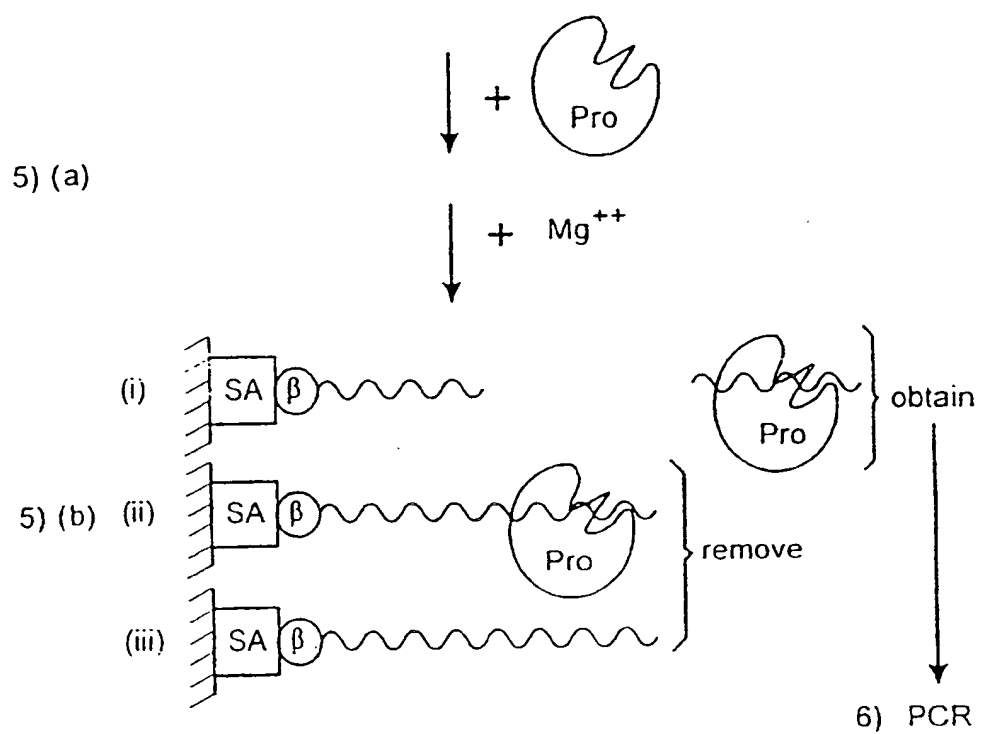 + Pro
5) (a)
+ Mg++
(i) SA β Pro obtain
5) (b) (ii) SA β Pro remove
(iii) SA β
6) PCR